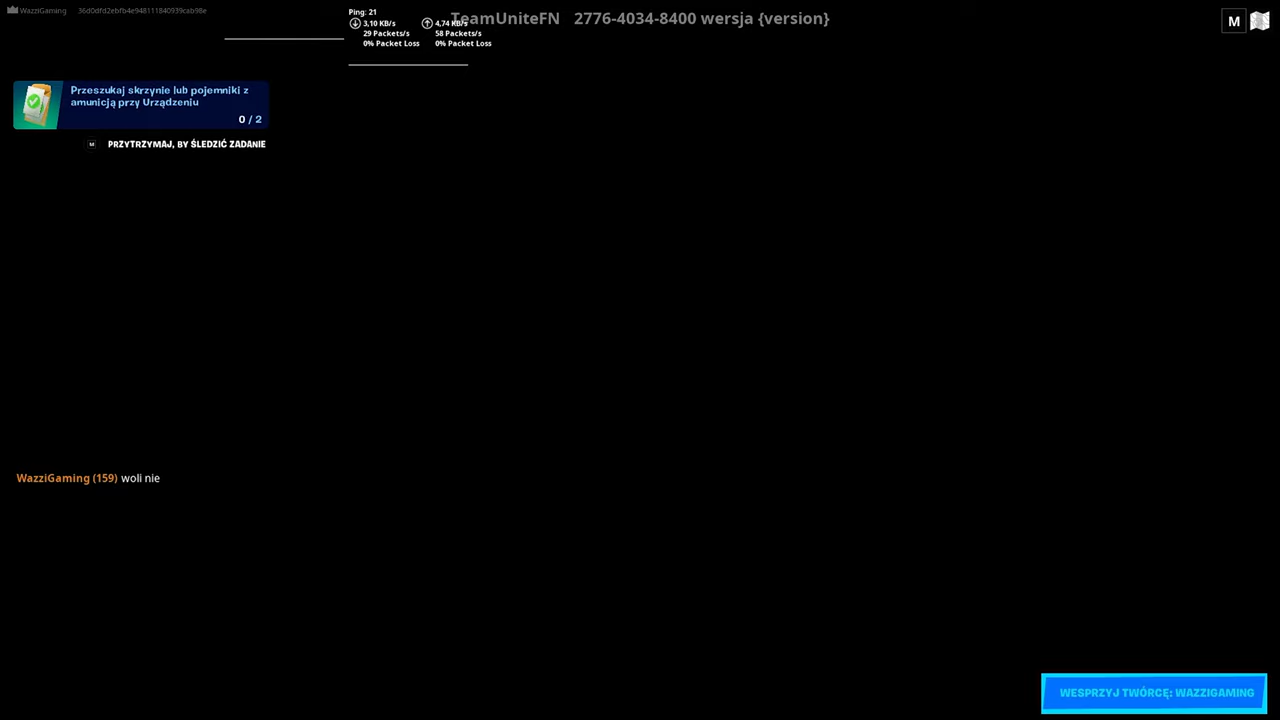 WazziGaming 36d0dfd2ebfb4e948111840939cab98e
Ping: 21
3,10 KB/s 4,74 KB/s
29 Packets/s 58 Packets/s
0% Packet Loss 0% Packet Loss
TeamUniteFN 2776-4034-8400 wersja {version}
M
Przeszukaj skrzynie lub pojemniki z
amunicją przy Urządzeniu
0 / 2
M PRZYTRZYMAJ, BY ŚLEDZIĆ ZADANIE
WazziGaming (159) woli nie
WESPRZYJ TWÓRCĘ: WAZZIGAMING